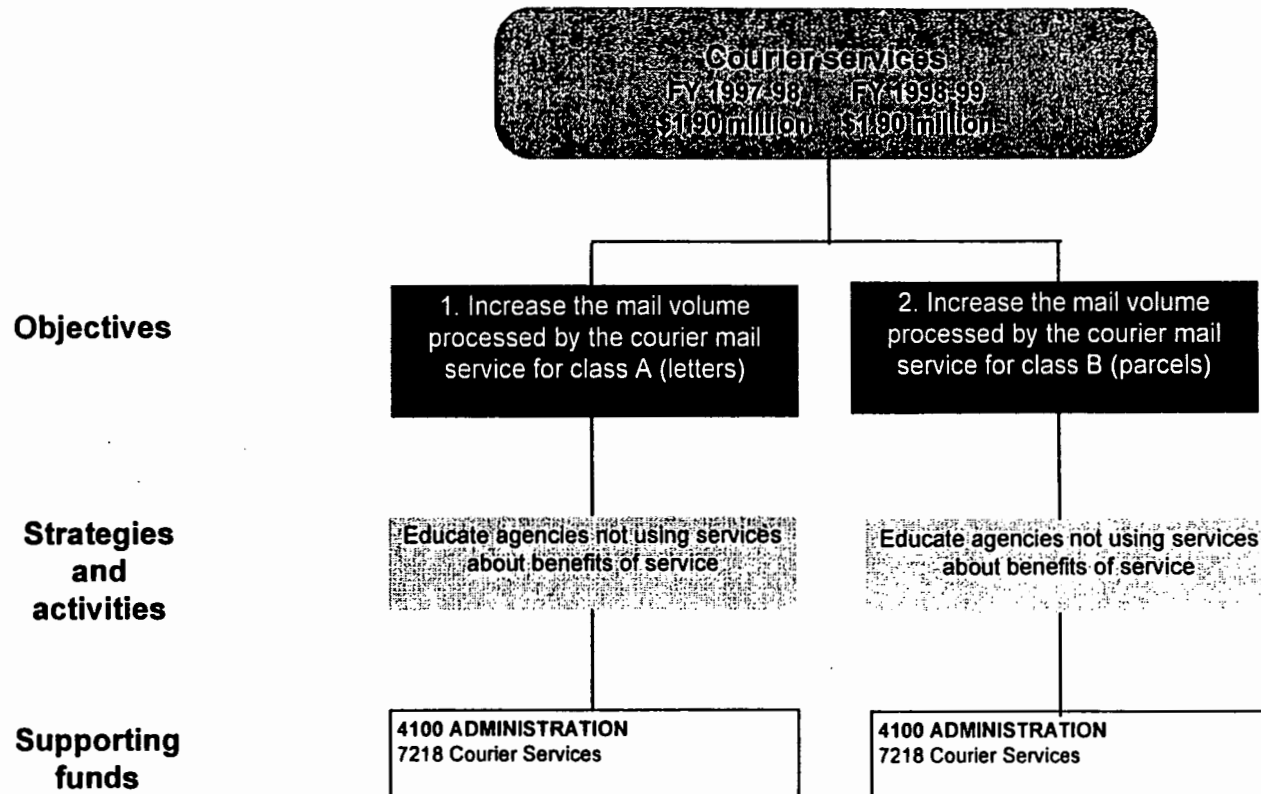 Courier services
FY 1997-98 FY 1998-99
$1.90 million $1.90 million
Objectives
1. Increase the mail volume
processed by the courier mail
service for class A (letters)
2. Increase the mail volume
processed by the courier mail
service for class B (parcels)
Strategies
and
activities
Educate agencies not using services
about benefits of service
Educate agencies not using services
about benefits of service
Supporting
funds
4100 ADMINISTRATION
7218 Courier Services
4100 ADMINISTRATION
7218 Courier Services